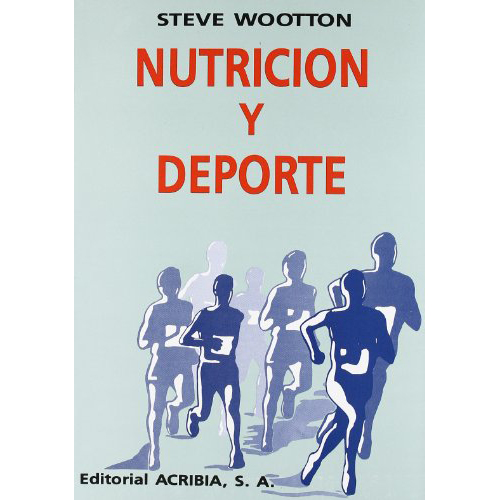 STEVE WOOTTON
NUTRICION
Y
DEPORTE
Editorial ACRIBIA, S. A.